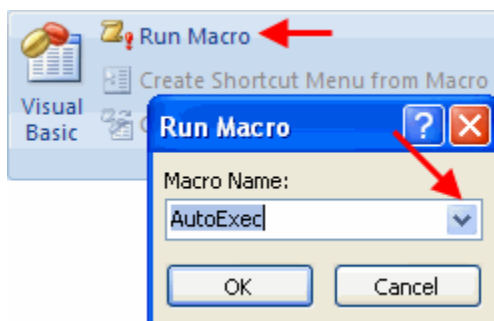 Run Macro
Create Shortcut Menu from Macro
Visual
Basic
Run Macro
Macro Name:
AutoExec
OK
Cancel